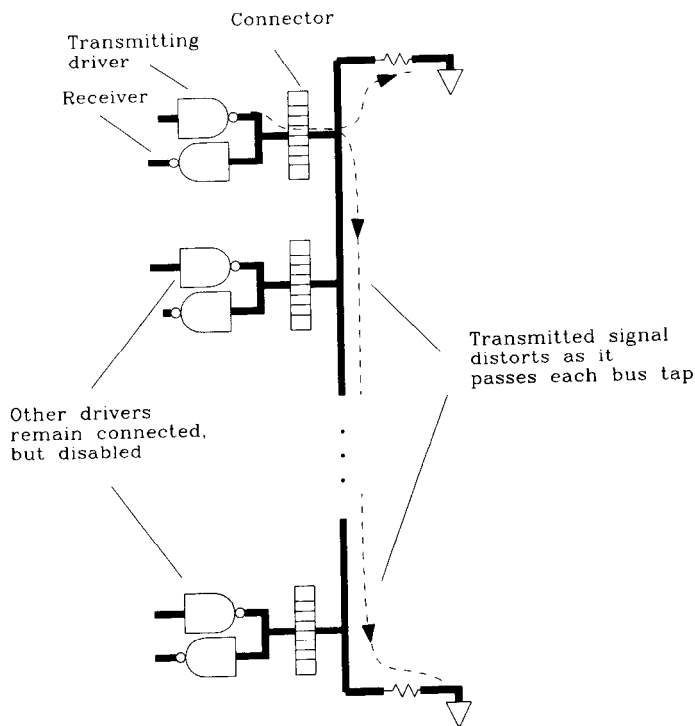 Connector
Transmitting
driver
Receiver
Transmitted signal
distorts as it
passes each bus tap
Other drivers
remain connected,
but disabled